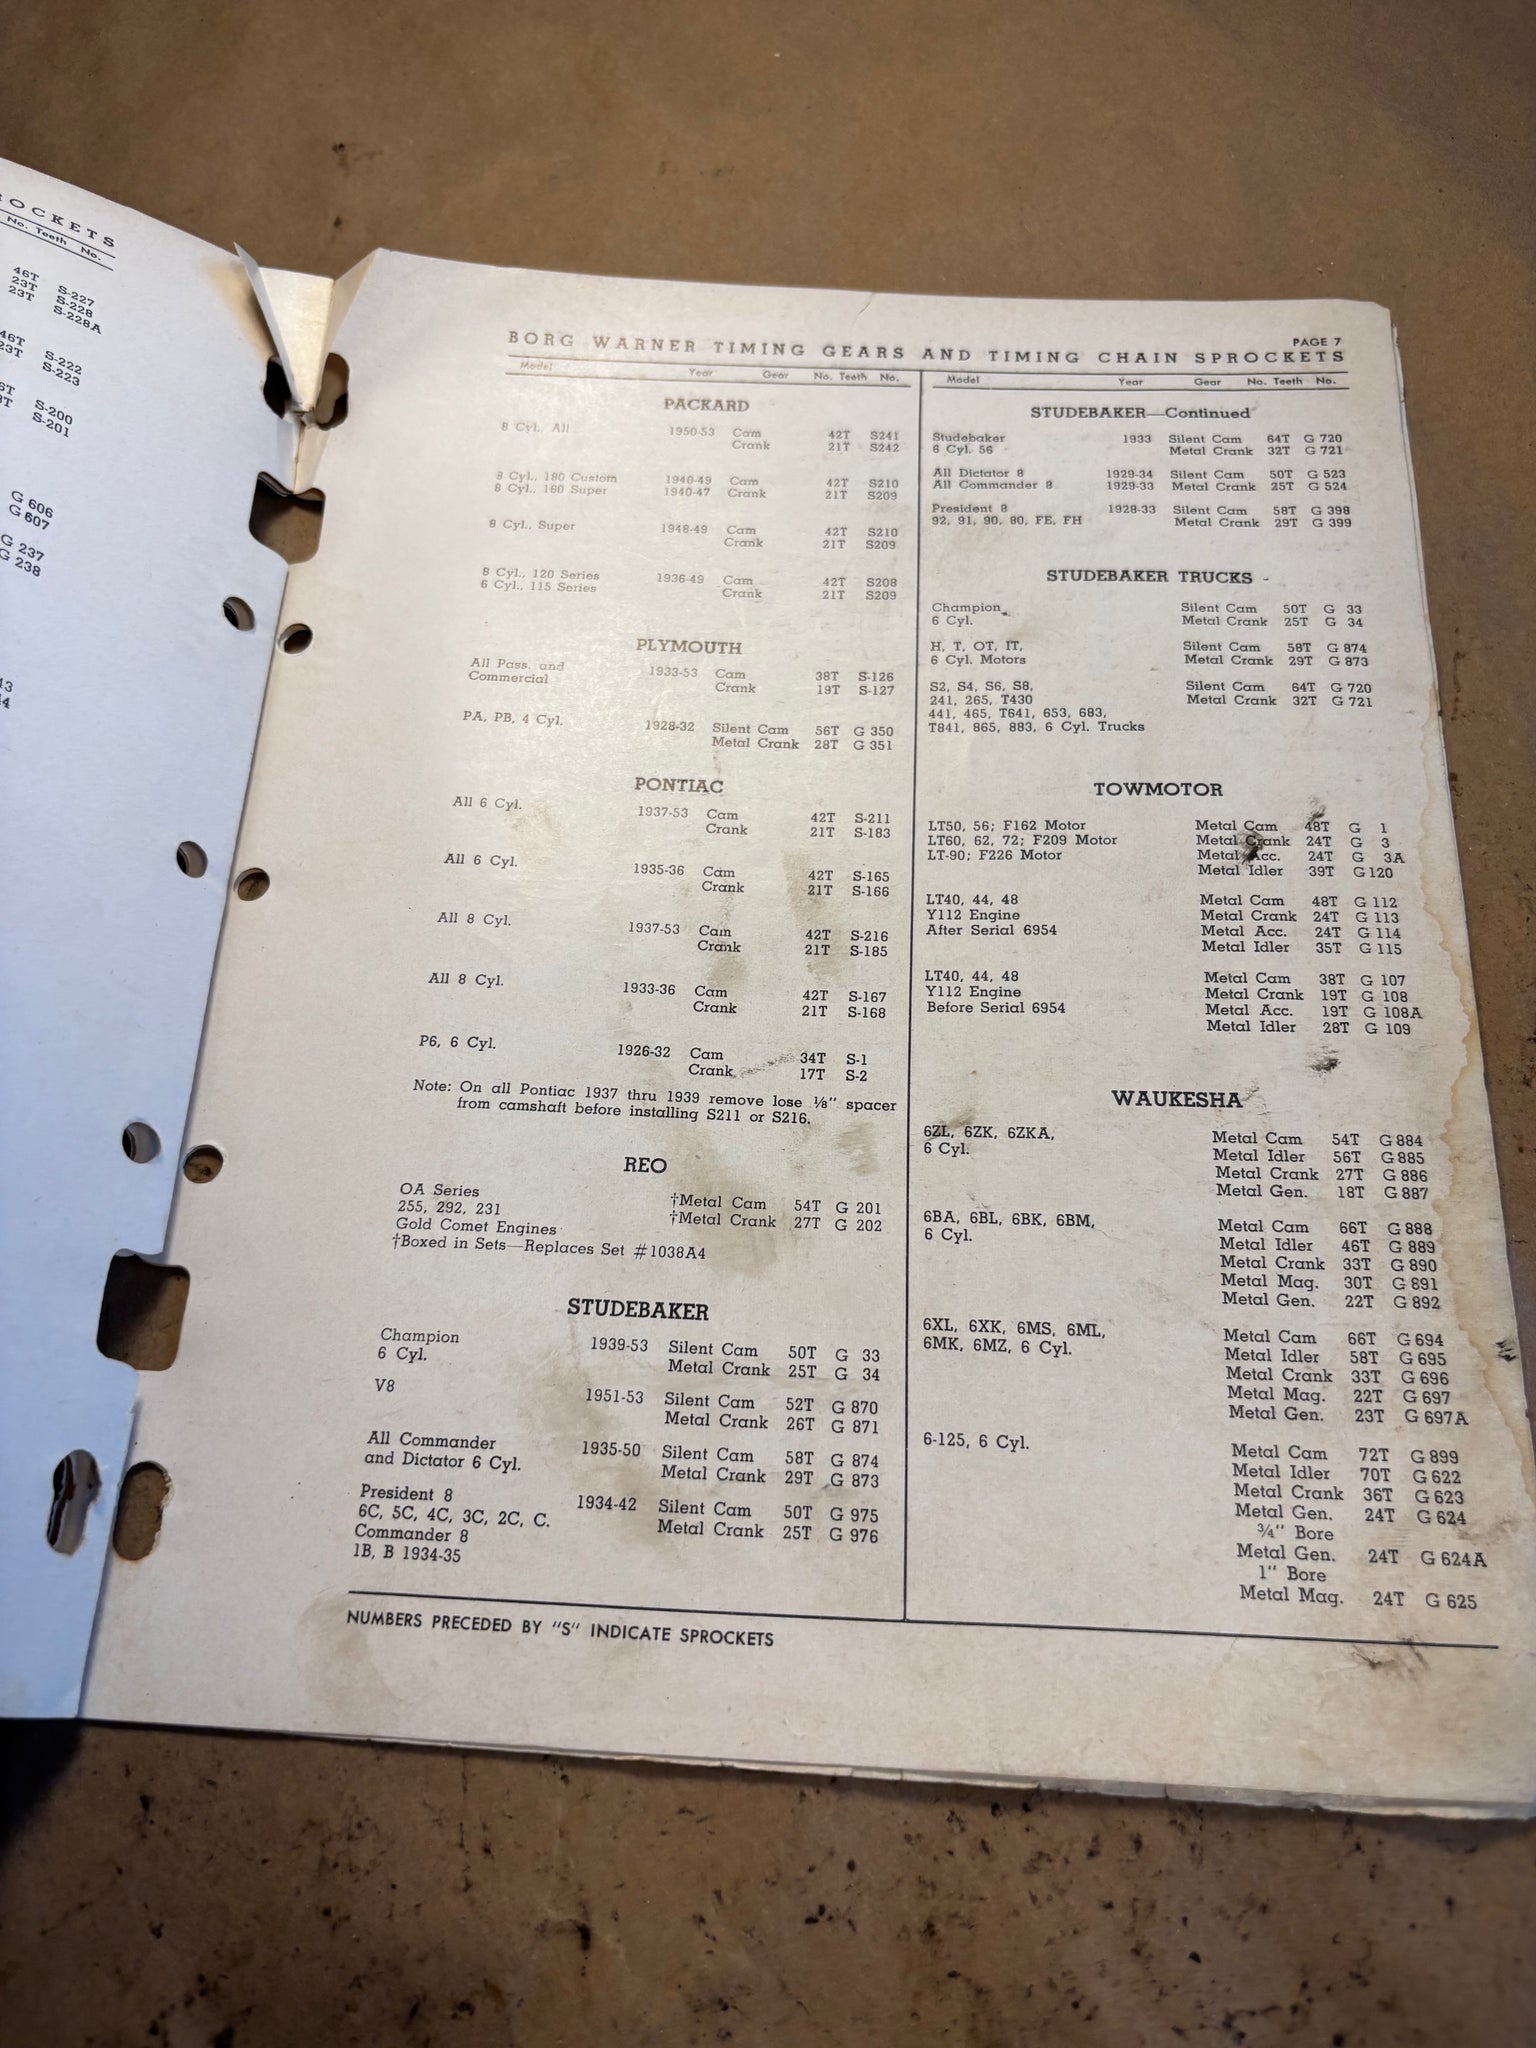 OCKETS
No. Teeth No.
46T S-227
23T S-228
23T S-228A
46T S-222
23T S-223
S-200
S-201
G 606
G 607
G 237
G 238
PAGE 7
BORG WARNER TIMING GEARS AND TIMING CHAIN SPROCKETS
Model Year Gear No. Teeth No.
PACKARD
8 Cyl., All 1950-53 Cam 42T S241
Crank 21T S242
8 Cyl., 180 Custom 1940-49 Cam 42T S210
8 Cyl., 160 Super 1940-47 Crank 21T S209
8 Cyl., Super 1948-49 Cam 42T S210
Crank 21T S209
8 Cyl., 120 Series 1936-49 Cam 42T S208
6 Cyl., 115 Series Crank 21T S209
PLYMOUTH
All Pass. and 1933-53 Cam 38T S-126
Commercial Crank 19T S-127
PA, PB, 4 Cyl. 1928-32 Silent Cam 56T G 350
Metal Crank 28T G 351
PONTIAC
All 6 Cyl. 1937-53 Cam 42T S-211
Crank 21T S-183
All 6 Cyl. 1935-36 Cam 42T S-165
Crank 21T S-166
All 8 Cyl. 1937-53 Cam 42T S-216
Crank 21T S-185
All 8 Cyl. 1933-36 Cam 42T S-167
Crank 21T S-168
P6, 6 Cyl. 1926-32 Cam 34T S-1
Crank 17T S-2
Note: On all Pontiac 1937 thru 1939 remove lose ⅛" spacer
from camshaft before installing S211 or S216.
REO
OA Series †Metal Cam 54T G 201
255, 292, 231 †Metal Crank 27T G 202
Gold Comet Engines
†Boxed in Sets—Replaces Set #1038A4
STUDEBAKER
Champion 1939-53 Silent Cam 50T G 33
6 Cyl. Metal Crank 25T G 34
V8 1951-53 Silent Cam 52T G 870
Metal Crank 26T G 871
All Commander 1935-50 Silent Cam 58T G 874
and Dictator 6 Cyl. Metal Crank 29T G 873
President 8 1934-42 Silent Cam 50T G 975
6C, 5C, 4C, 3C, 2C, C. Metal Crank 25T G 976
Commander 8
1B, B 1934-35
Model Year Gear No. Teeth No.
STUDEBAKER—Continued
Studebaker 1933 Silent Cam 64T G 720
6 Cyl. 56 Metal Crank 32T G 721
All Dictator 8 1929-34 Silent Cam 50T G 523
All Commander 8 1929-33 Metal Crank 25T G 524
President 8 1928-33 Silent Cam 58T G 398
92, 91, 90, 80, FE, FH Metal Crank 29T G 399
STUDEBAKER TRUCKS
Champion Silent Cam 50T G 33
6 Cyl. Metal Crank 25T G 34
H, T, OT, IT, Silent Cam 58T G 874
6 Cyl. Motors Metal Crank 29T G 873
S2, S4, S6, S8, Silent Cam 64T G 720
241, 265, T430 Metal Crank 32T G 721
441, 465, T641, 653, 683,
T841, 865, 883, 6 Cyl. Trucks
TOWMOTOR
LT50, 56; F162 Motor Metal Cam 48T G 1
LT60, 62, 72; F209 Motor Metal Crank 24T G 3
LT-90; F226 Motor Metal Acc. 24T G 3A
Metal Idler 39T G 120
LT40, 44, 48 Metal Cam 48T G 112
Y112 Engine Metal Crank 24T G 113
After Serial 6954 Metal Acc. 24T G 114
Metal Idler 35T G 115
LT40, 44, 48 Metal Cam 38T G 107
Y112 Engine Metal Crank 19T G 108
Before Serial 6954 Metal Acc. 19T G 108A
Metal Idler 28T G 109
WAUKESHA
6ZL, 6ZK, 6ZKA, Metal Cam 54T G 884
6 Cyl. Metal Idler 56T G 885
Metal Crank 27T G 886
Metal Gen. 18T G 887
6BA, 6BL, 6BK, 6BM, Metal Cam 66T G 888
6 Cyl. Metal Idler 46T G 889
Metal Crank 33T G 890
Metal Mag. 30T G 891
Metal Gen. 22T G 892
6XL, 6XK, 6MS, 6ML, Metal Cam 66T G 694
6MK, 6MZ, 6 Cyl. Metal Idler 58T G 695
Metal Crank 33T G 696
Metal Mag. 22T G 697
Metal Gen. 23T G 697A
6-125, 6 Cyl. Metal Cam 72T G 899
Metal Idler 70T G 622
Metal Crank 36T G 623
Metal Gen. 24T G 624
¾" Bore
Metal Gen. 24T G 624A
1" Bore
Metal Mag. 24T G 625
NUMBERS PRECEDED BY "S" INDICATE SPROCKETS